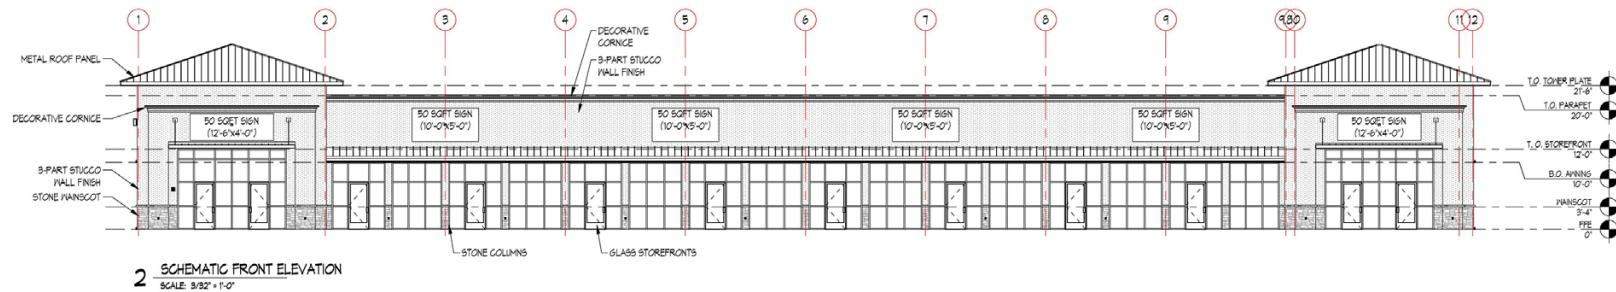 1 2 3 4 5 6 7 8 9 11 12
DECORATIVE
CORNICE
3-PART STUCCO
WALL FINISH
METAL ROOF PANEL
DECORATIVE CORNICE
3-PART STUCCO
WALL FINISH
STONE WAINSCOT
50 SQFT SIGN
(12'-6"x4'-0")
50 SQFT SIGN
(10'-0"x5'-0")
50 SQFT SIGN
(10'-0"x5'-0")
50 SQFT SIGN
(10'-0"x5'-0")
50 SQFT SIGN
(10'-0"x5'-0")
50 SQFT SIGN
(12'-6"x4'-0")
T.O. TOWER PLATE
21'-6"
T.O. PARAPET
20'-0"
T.O. STOREFRONT
12'-0"
B.O. AWNING
10'-0"
WAINSCOT
3'-4"
FFE
0"
STONE COLUMNS
GLASS STOREFRONTS
2 SCHEMATIC FRONT ELEVATION
SCALE: 3/32" = 1'-0"